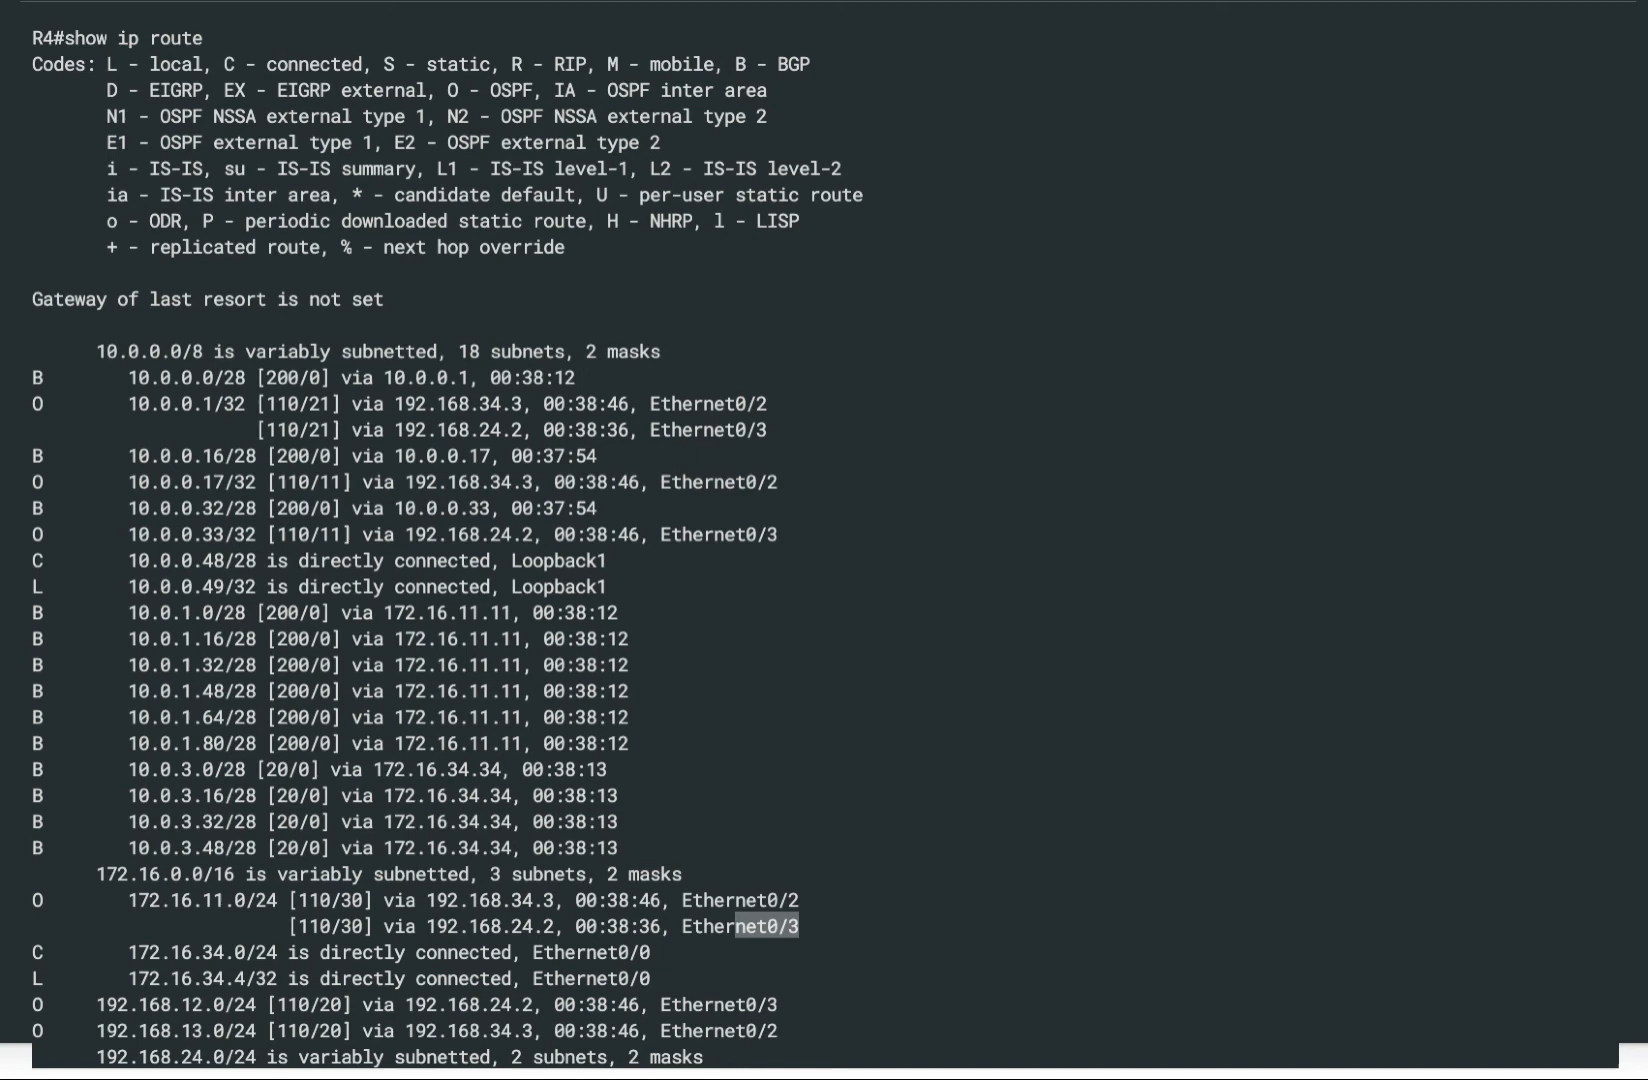 R4#show ip route
Codes: L - local, C - connected, S - static, R - RIP, M - mobile, B - BGP
       D - EIGRP, EX - EIGRP external, O - OSPF, IA - OSPF inter area
       N1 - OSPF NSSA external type 1, N2 - OSPF NSSA external type 2
       E1 - OSPF external type 1, E2 - OSPF external type 2
       i - IS-IS, su - IS-IS summary, L1 - IS-IS level-1, L2 - IS-IS level-2
       ia - IS-IS inter area, * - candidate default, U - per-user static route
       o - ODR, P - periodic downloaded static route, H - NHRP, l - LISP
       + - replicated route, % - next hop override
Gateway of last resort is not set
      10.0.0.0/8 is variably subnetted, 18 subnets, 2 masks
B        10.0.0.0/28 [200/0] via 10.0.0.1, 00:38:12
O        10.0.0.1/32 [110/21] via 192.168.34.3, 00:38:46, Ethernet0/2
                     [110/21] via 192.168.24.2, 00:38:36, Ethernet0/3
B        10.0.0.16/28 [200/0] via 10.0.0.17, 00:37:54
O        10.0.0.17/32 [110/11] via 192.168.34.3, 00:38:46, Ethernet0/2
B        10.0.0.32/28 [200/0] via 10.0.0.33, 00:37:54
O        10.0.0.33/32 [110/11] via 192.168.24.2, 00:38:46, Ethernet0/3
C        10.0.0.48/28 is directly connected, Loopback1
L        10.0.0.49/32 is directly connected, Loopback1
B        10.0.1.0/28 [200/0] via 172.16.11.11, 00:38:12
B        10.0.1.16/28 [200/0] via 172.16.11.11, 00:38:12
B        10.0.1.32/28 [200/0] via 172.16.11.11, 00:38:12
B        10.0.1.48/28 [200/0] via 172.16.11.11, 00:38:12
B        10.0.1.64/28 [200/0] via 172.16.11.11, 00:38:12
B        10.0.1.80/28 [200/0] via 172.16.11.11, 00:38:12
B        10.0.3.0/28 [20/0] via 172.16.34.34, 00:38:13
B        10.0.3.16/28 [20/0] via 172.16.34.34, 00:38:13
B        10.0.3.32/28 [20/0] via 172.16.34.34, 00:38:13
B        10.0.3.48/28 [20/0] via 172.16.34.34, 00:38:13
      172.16.0.0/16 is variably subnetted, 3 subnets, 2 masks
O        172.16.11.0/24 [110/30] via 192.168.34.3, 00:38:46, Ethernet0/2
                        [110/30] via 192.168.24.2, 00:38:36, Ethernet0/3
C        172.16.34.0/24 is directly connected, Ethernet0/0
L        172.16.34.4/32 is directly connected, Ethernet0/0
O     192.168.12.0/24 [110/20] via 192.168.24.2, 00:38:46, Ethernet0/3
O     192.168.13.0/24 [110/20] via 192.168.34.3, 00:38:46, Ethernet0/2
      192.168.24.0/24 is variably subnetted, 2 subnets, 2 masks